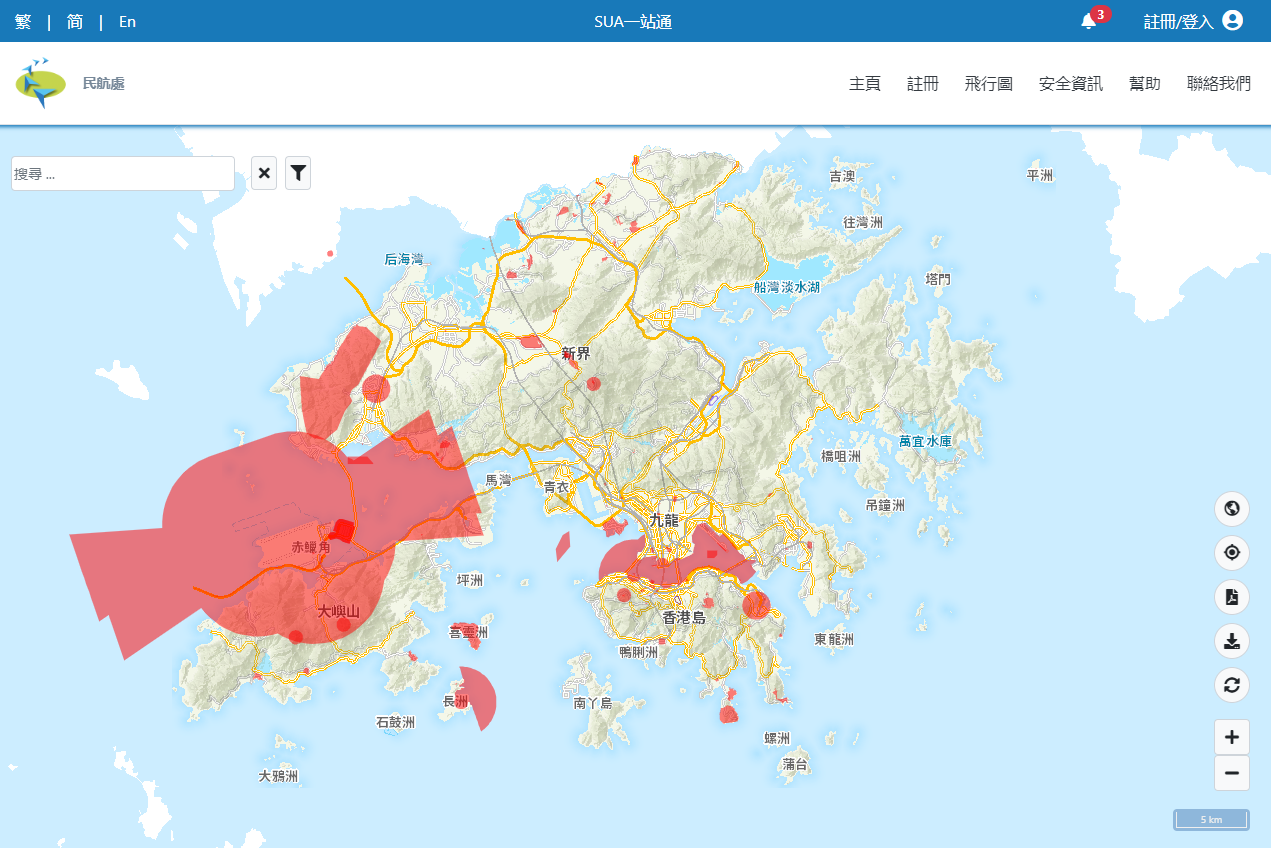 繁 | 简 | En
SUA一站通
3
註冊/登入
民航處
主頁 註冊 飛行圖 安全資訊 幫助 聯絡我們
搜尋 ...
吉澳
平洲
往灣洲
后海灣
塔門
船灣淡水湖
新界
萬宜水庫
橋咀洲
馬灣
青衣
吊鐘洲
九龍
赤鱲角
坪洲
大嶼山
香港島
喜靈洲
東龍洲
鴨脷洲
長洲
南丫島
石鼓洲
螺洲
蒲台
大鴉洲
5 km